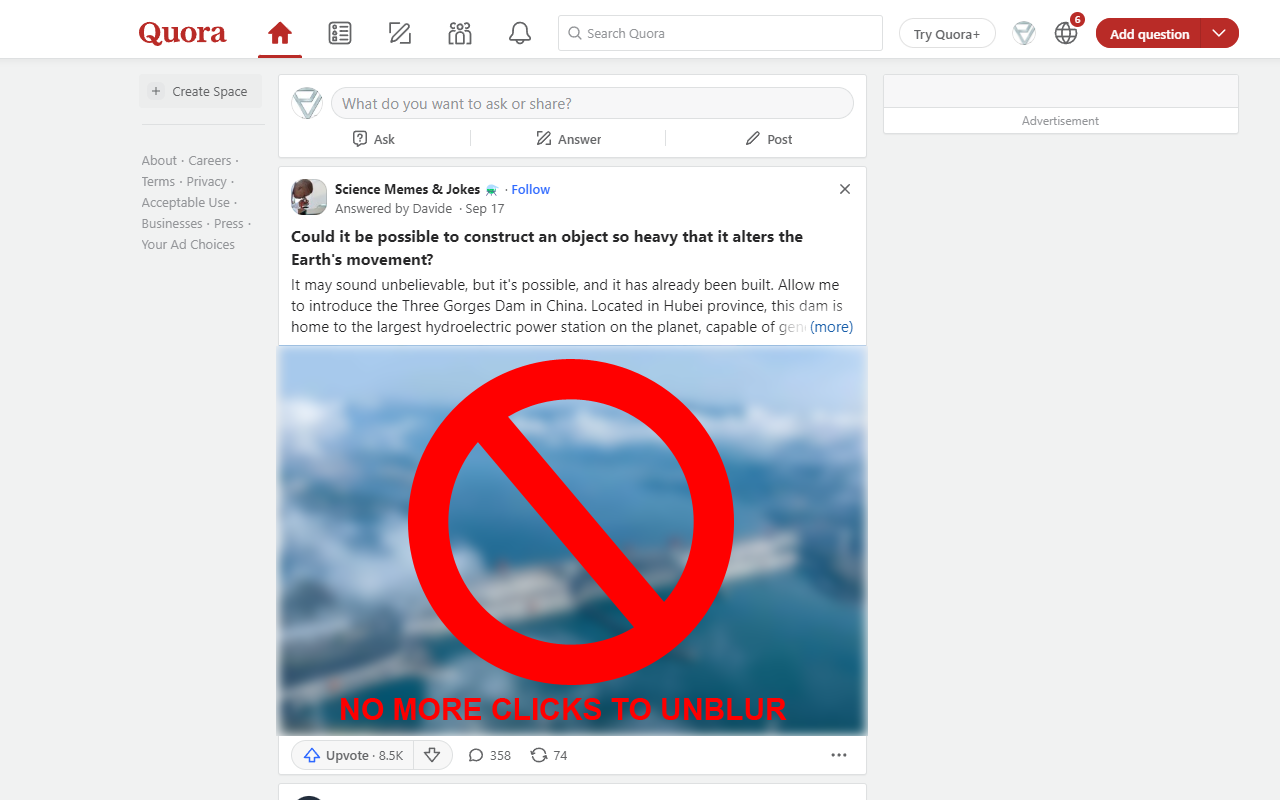 Quora
Search Quora
Try Quora+
6
Add question
Create Space
About · Careers ·
Terms · Privacy ·
Acceptable Use ·
Businesses · Press ·
Your Ad Choices
What do you want to ask or share?
Ask
Answer
Post
Science Memes & Jokes · Follow
Answered by Davide · Sep 17
Could it be possible to construct an object so heavy that it alters the
Earth's movement?
It may sound unbelievable, but it's possible, and it has already been built. Allow me
to introduce the Three Gorges Dam in China. Located in Hubei province, this dam is
home to the largest hydroelectric power station on the planet, capable of gen (more)
NO MORE CLICKS TO UNBLUR
Upvote · 8.5K
358
74
Advertisement